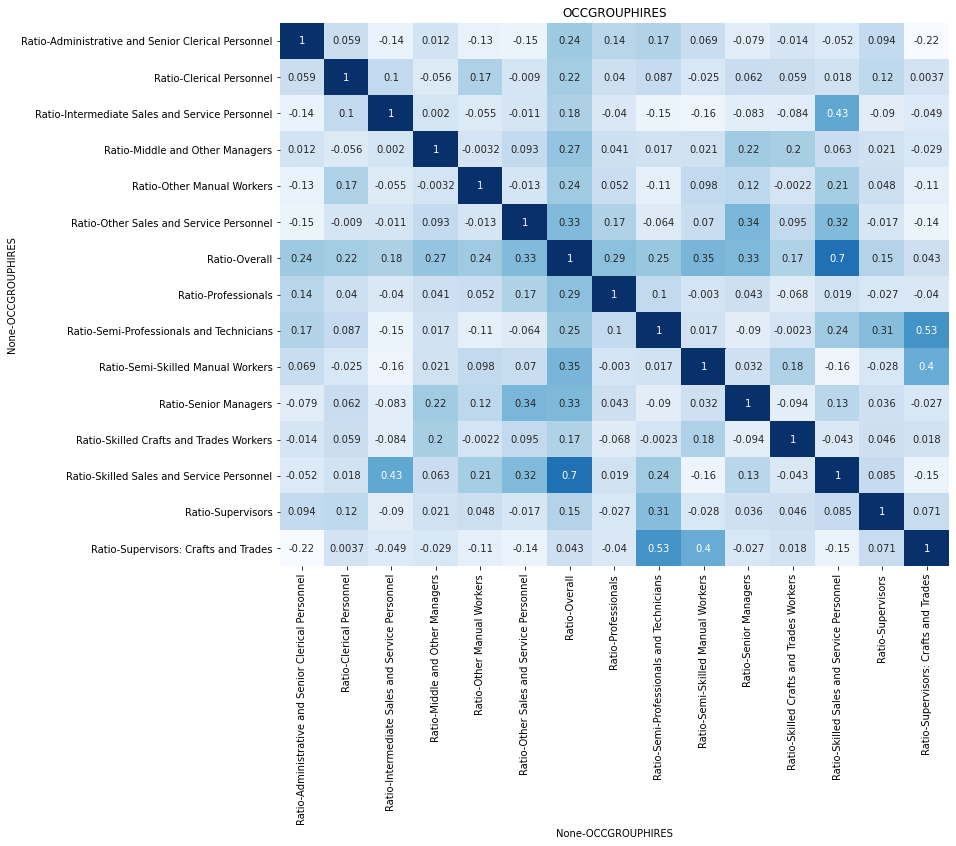 OCCGROUPHIRES
None-OCCGROUPHIRES
Ratio-Administrative and Senior Clerical Personnel 1 0.059 -0.14 0.012 -0.13 -0.15 0.24 0.14 0.17 0.069 -0.079 -0.014 -0.052 0.094 -0.22
Ratio-Clerical Personnel 0.059 1 0.1 -0.056 0.17 -0.009 0.22 0.04 0.087 -0.025 0.062 0.059 0.018 0.12 0.0037
Ratio-Intermediate Sales and Service Personnel -0.14 0.1 1 0.002 -0.055 -0.011 0.18 -0.04 -0.15 -0.16 -0.083 -0.084 0.43 -0.09 -0.049
Ratio-Middle and Other Managers 0.012 -0.056 0.002 1 -0.0032 0.093 0.27 0.041 0.017 0.021 0.22 0.2 0.063 0.021 -0.029
Ratio-Other Manual Workers -0.13 0.17 -0.055 -0.0032 1 -0.013 0.24 0.052 -0.11 0.098 0.12 -0.0022 0.21 0.048 -0.11
Ratio-Other Sales and Service Personnel -0.15 -0.009 -0.011 0.093 -0.013 1 0.33 0.17 -0.064 0.07 0.34 0.095 0.32 -0.017 -0.14
Ratio-Overall 0.24 0.22 0.18 0.27 0.24 0.33 1 0.29 0.25 0.35 0.33 0.17 0.7 0.15 0.043
Ratio-Professionals 0.14 0.04 -0.04 0.041 0.052 0.17 0.29 1 0.1 -0.003 0.043 -0.068 0.019 -0.027 -0.04
Ratio-Semi-Professionals and Technicians 0.17 0.087 -0.15 0.017 -0.11 -0.064 0.25 0.1 1 0.017 -0.09 -0.0023 0.24 0.31 0.53
Ratio-Semi-Skilled Manual Workers 0.069 -0.025 -0.16 0.021 0.098 0.07 0.35 -0.003 0.017 1 0.032 0.18 -0.16 -0.028 0.4
Ratio-Senior Managers -0.079 0.062 -0.083 0.22 0.12 0.34 0.33 0.043 -0.09 0.032 1 -0.094 0.13 0.036 -0.027
Ratio-Skilled Crafts and Trades Workers -0.014 0.059 -0.084 0.2 -0.0022 0.095 0.17 -0.068 -0.0023 0.18 -0.094 1 -0.043 0.046 0.018
Ratio-Skilled Sales and Service Personnel -0.052 0.018 0.43 0.063 0.21 0.32 0.7 0.019 0.24 -0.16 0.13 -0.043 1 0.085 -0.15
Ratio-Supervisors 0.094 0.12 -0.09 0.021 0.048 -0.017 0.15 -0.027 0.31 -0.028 0.036 0.046 0.085 1 0.071
Ratio-Supervisors: Crafts and Trades -0.22 0.0037 -0.049 -0.029 -0.11 -0.14 0.043 -0.04 0.53 0.4 -0.027 0.018 -0.15 0.071 1
Ratio-Administrative and Senior Clerical Personnel
Ratio-Clerical Personnel
Ratio-Intermediate Sales and Service Personnel
Ratio-Middle and Other Managers
Ratio-Other Manual Workers
Ratio-Other Sales and Service Personnel
Ratio-Overall
Ratio-Professionals
Ratio-Semi-Professionals and Technicians
Ratio-Semi-Skilled Manual Workers
Ratio-Senior Managers
Ratio-Skilled Crafts and Trades Workers
Ratio-Skilled Sales and Service Personnel
Ratio-Supervisors
Ratio-Supervisors: Crafts and Trades
None-OCCGROUPHIRES